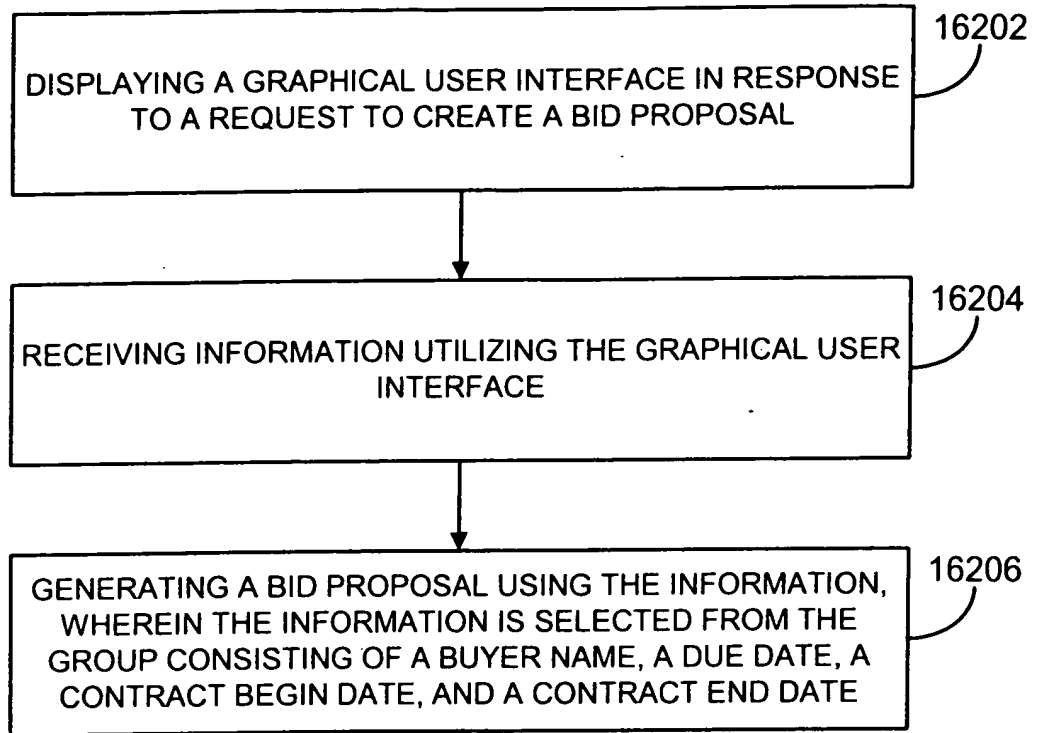 16202
DISPLAYING A GRAPHICAL USER INTERFACE IN RESPONSE
TO A REQUEST TO CREATE A BID PROPOSAL
16204
RECEIVING INFORMATION UTILIZING THE GRAPHICAL USER
INTERFACE
16206
GENERATING A BID PROPOSAL USING THE INFORMATION,
WHEREIN THE INFORMATION IS SELECTED FROM THE
GROUP CONSISTING OF A BUYER NAME, A DUE DATE, A
CONTRACT BEGIN DATE, AND A CONTRACT END DATE